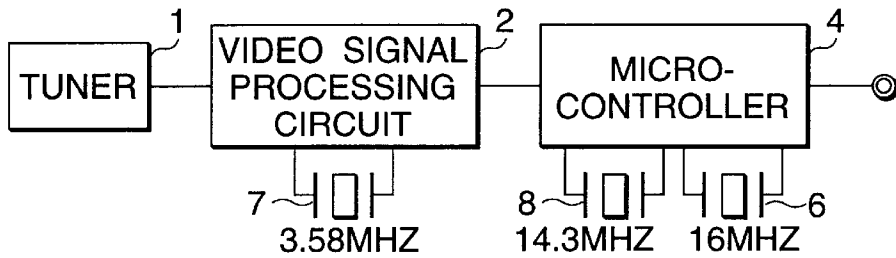 1
TUNER
2
VIDEO SIGNAL
PROCESSING
CIRCUIT
4
MICRO-
CONTROLLER
7
3.58MHZ
8
14.3MHZ
6
16MHZ